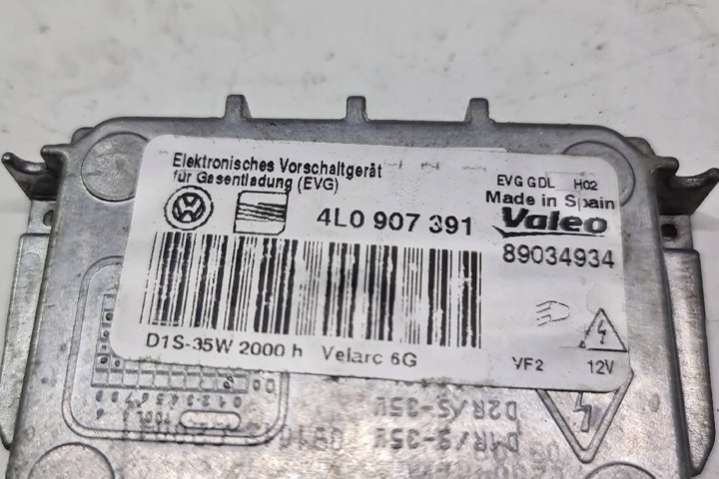 Elektronisches Vorschaltgerät
für Gasentladung (EVG)
4L0 907 391
EVG GDL H02
Made in Spain
Valeo
89034934
D1S-35W 2000 h Velarc 6G
VF2 12V
D2R/S-35W
D1R/S-35W